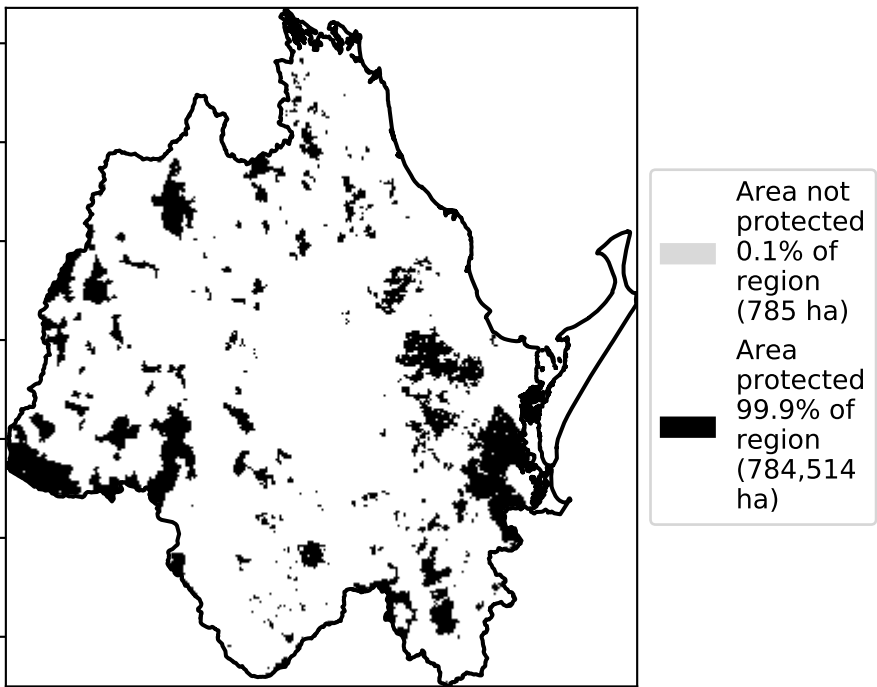 Area not
protected
0.1% of
region
(785 ha)
Area
protected
99.9% of
region
(784,514
ha)